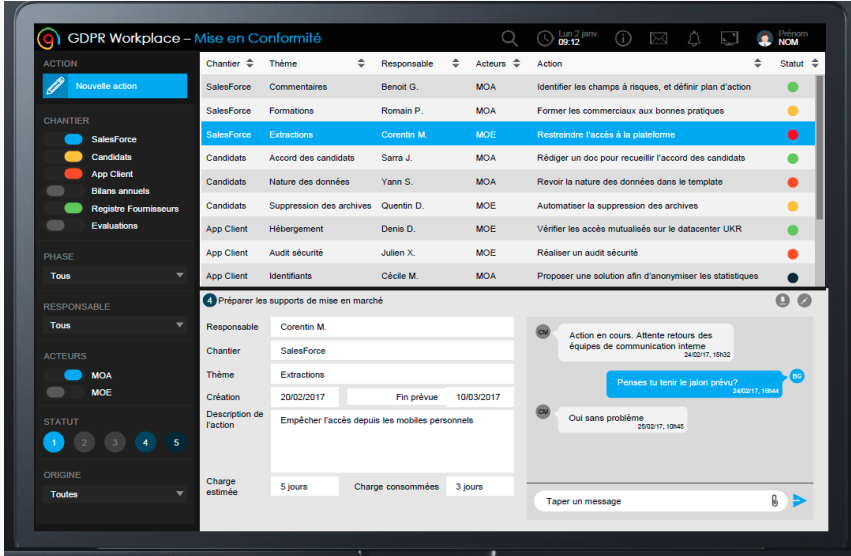 GDPR Workplace – Mise en Conformité
Lun 2 janv.
09:12
Prénom
NOM
ACTION
Nouvelle action
CHANTIER
SalesForce
Candidats
App Client
Bilans annuels
Registre Fournisseurs
Evaluations
PHASE
Tous
RESPONSABLE
Tous
ACTEURS
MOA
MOE
STATUT
1 2 3 4 5
ORIGINE
Toutes
Chantier Thème Responsable Acteurs Action Statut
SalesForce Commentaires Benoit G. MOA Identifier les champs à risques, et définir plan d'action
SalesForce Formations Romain P. MOA Former les commerciaux aux bonnes pratiques
SalesForce Extractions Corentin M. MOE Restreindre l'accès à la plateforme
Candidats Accord des candidats Sarra J. MOA Rédiger un doc pour recueillir l'accord des candidats
Candidats Nature des données Yann S. MOA Revoir la nature des données dans le template
Candidats Suppression des archives Quentin D. MOE Automatiser la suppression des archives
App Client Hébergement Denis D. MOE Vérifier les accès mutualisés sur le datacenter UKR
App Client Audit sécurité Julien X. MOE Réaliser un audit sécurité
App Client Identifiants Cécile M. MOA Proposer une solution afin d'anonymiser les statistiques
4 Préparer les supports de mise en marché
Responsable Corentin M.
Chantier SalesForce
Thème Extractions
Création 20/02/2017 Fin prévue 10/03/2017
Description de
l'action
Empêcher l'accès depuis les mobiles personnels
Charge
estimée
5 jours Charge consommées 3 jours
CM
Action en cours. Attente retours des
équipes de communication interne
24/02/17, 15h32
BG
Penses tu tenir le jalon prévu?
24/02/17, 16h44
CM
Oui sans problème
25/02/17, 10h45
Taper un message